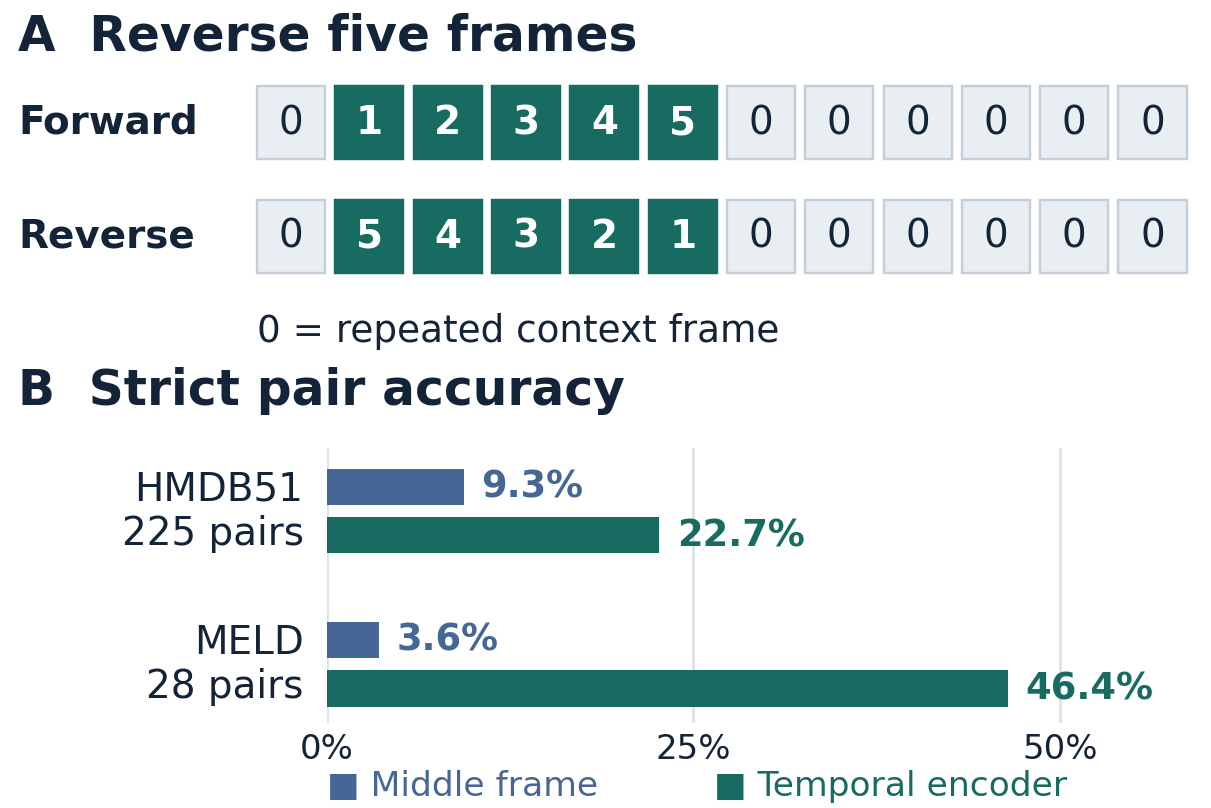 A Reverse five frames
Forward 0 1 2 3 4 5 0 0 0 0 0 0
Reverse 0 5 4 3 2 1 0 0 0 0 0 0
0 = repeated context frame
B Strict pair accuracy
HMDB51 9.3%
225 pairs 22.7%
MELD 3.6%
28 pairs 46.4%
0% 25% 50%
Middle frame Temporal encoder